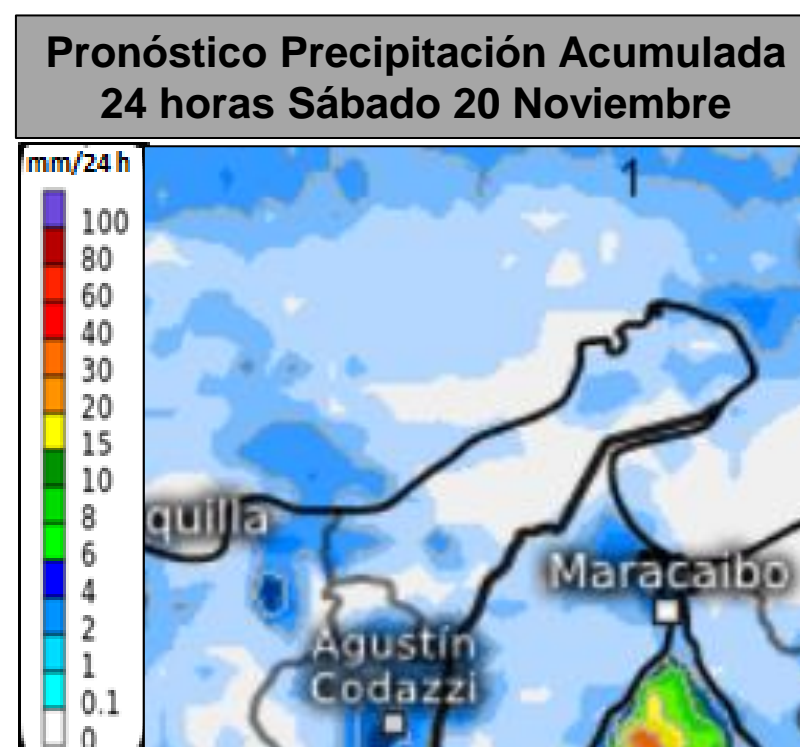 Pronóstico Precipitación Acumulada
24 horas Sábado 20 Noviembre
mm/24 h
100
80
60
40
30
20
15
10
8
6
4
2
1
0.1
0
1
quilla
Maracaibo
Agustín
Codazzi